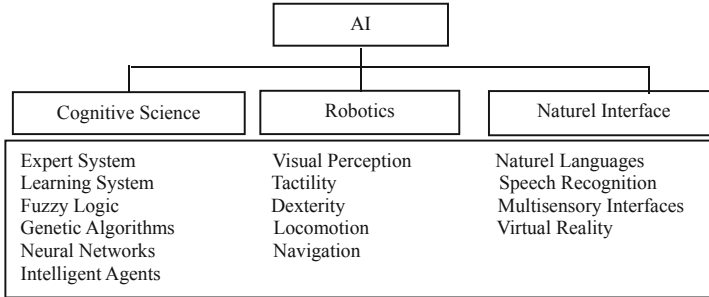 AI
Cognitive Science
Robotics
Naturel Interface
Expert System
Learning System
Fuzzy Logic
Genetic Algorithms
Neural Networks
Intelligent Agents
Visual Perception
Tactility
Dexterity
Locomotion
Navigation
Naturel Languages
Speech Recognition
Multisensory Interfaces
Virtual Reality